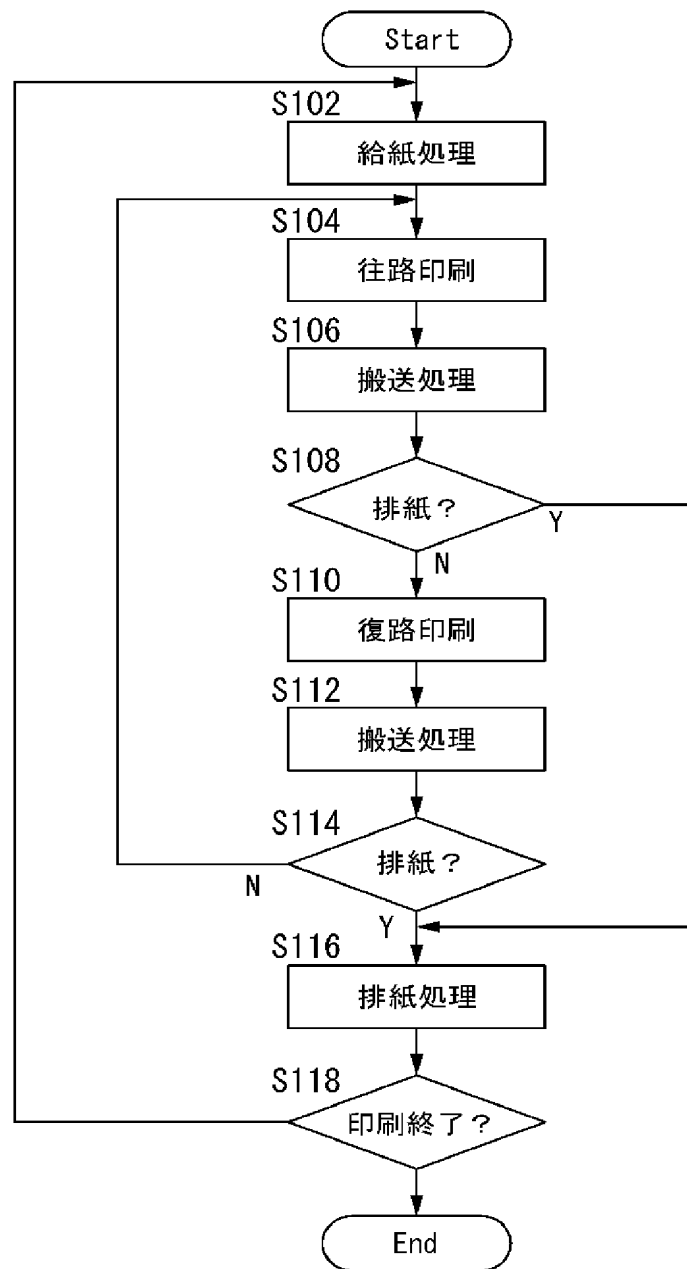 Start
S102
給紙処理
S104
往路印刷
S106
搬送処理
S108
排紙？
Y
N
S110
復路印刷
S112
搬送処理
S114
排紙？
N
Y
S116
排紙処理
S118
印刷終了？
End